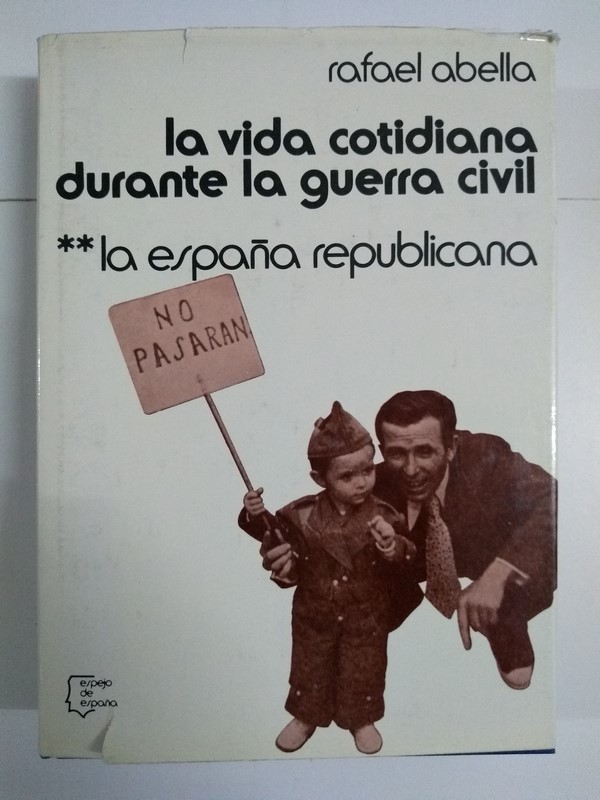 rafael abella
la vida cotidiana
durante la guerra civil
**la españa republicana
NO
PASARAN
espejo
de
españa